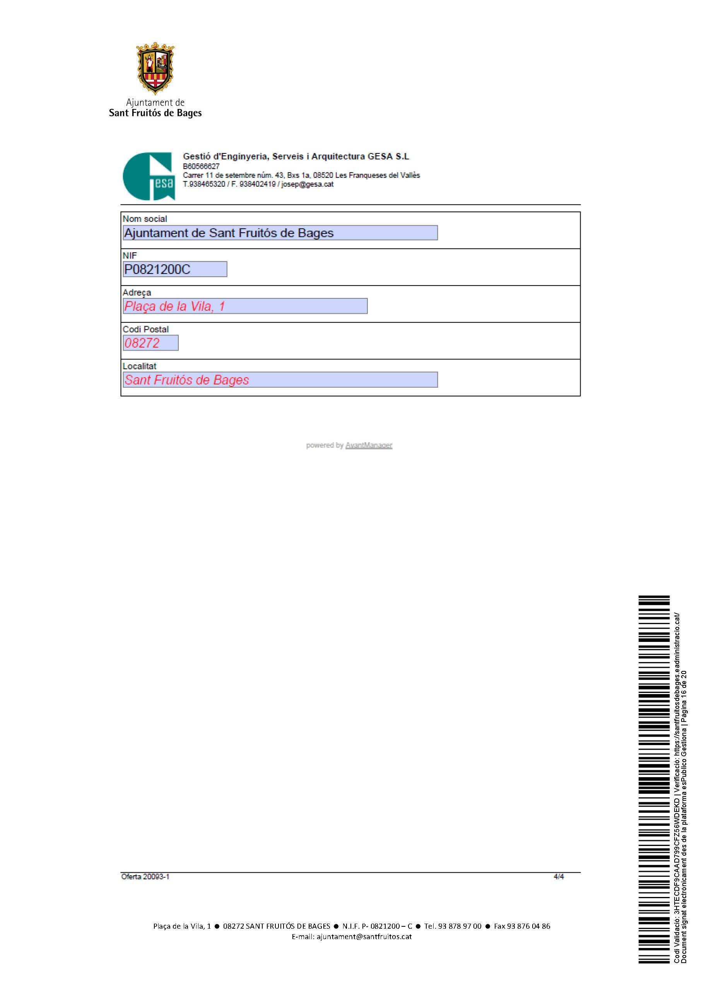 Ajuntament de
Sant Fruitós de Bages
esa
Gestió d'Enginyeria, Serveis i Arquitectura GESA S.L
B60566627
Carrer 11 de setembre núm. 43, Bxs 1a, 08520 Les Franqueses del Vallès
T.938465320 / F. 938402419 / josep@gesa.cat
Nom social
Ajuntament de Sant Fruitós de Bages
NIF
P0821200C
Adreça
Plaça de la Vila, 1
Codi Postal
08272
Localitat
Sant Fruitós de Bages
powered by AvantManager
Oferta 20093-1 4/4
Plaça de la Vila, 1 ● 08272 SANT FRUITÓS DE BAGES ● N.I.F. P- 0821200 – C ● Tel. 93 878 97 00 ● Fax 93 876 04 86
E-mail: ajuntament@santfruitos.cat
Codi Validació: 3HTECDF9CAAD799CFZ56WDEKD | Verificació: https://santfruitosdebages.eadministracio.cat/
Document signat electrònicament des de la plataforma esPublico Gestiona | Pàgina 16 de 20